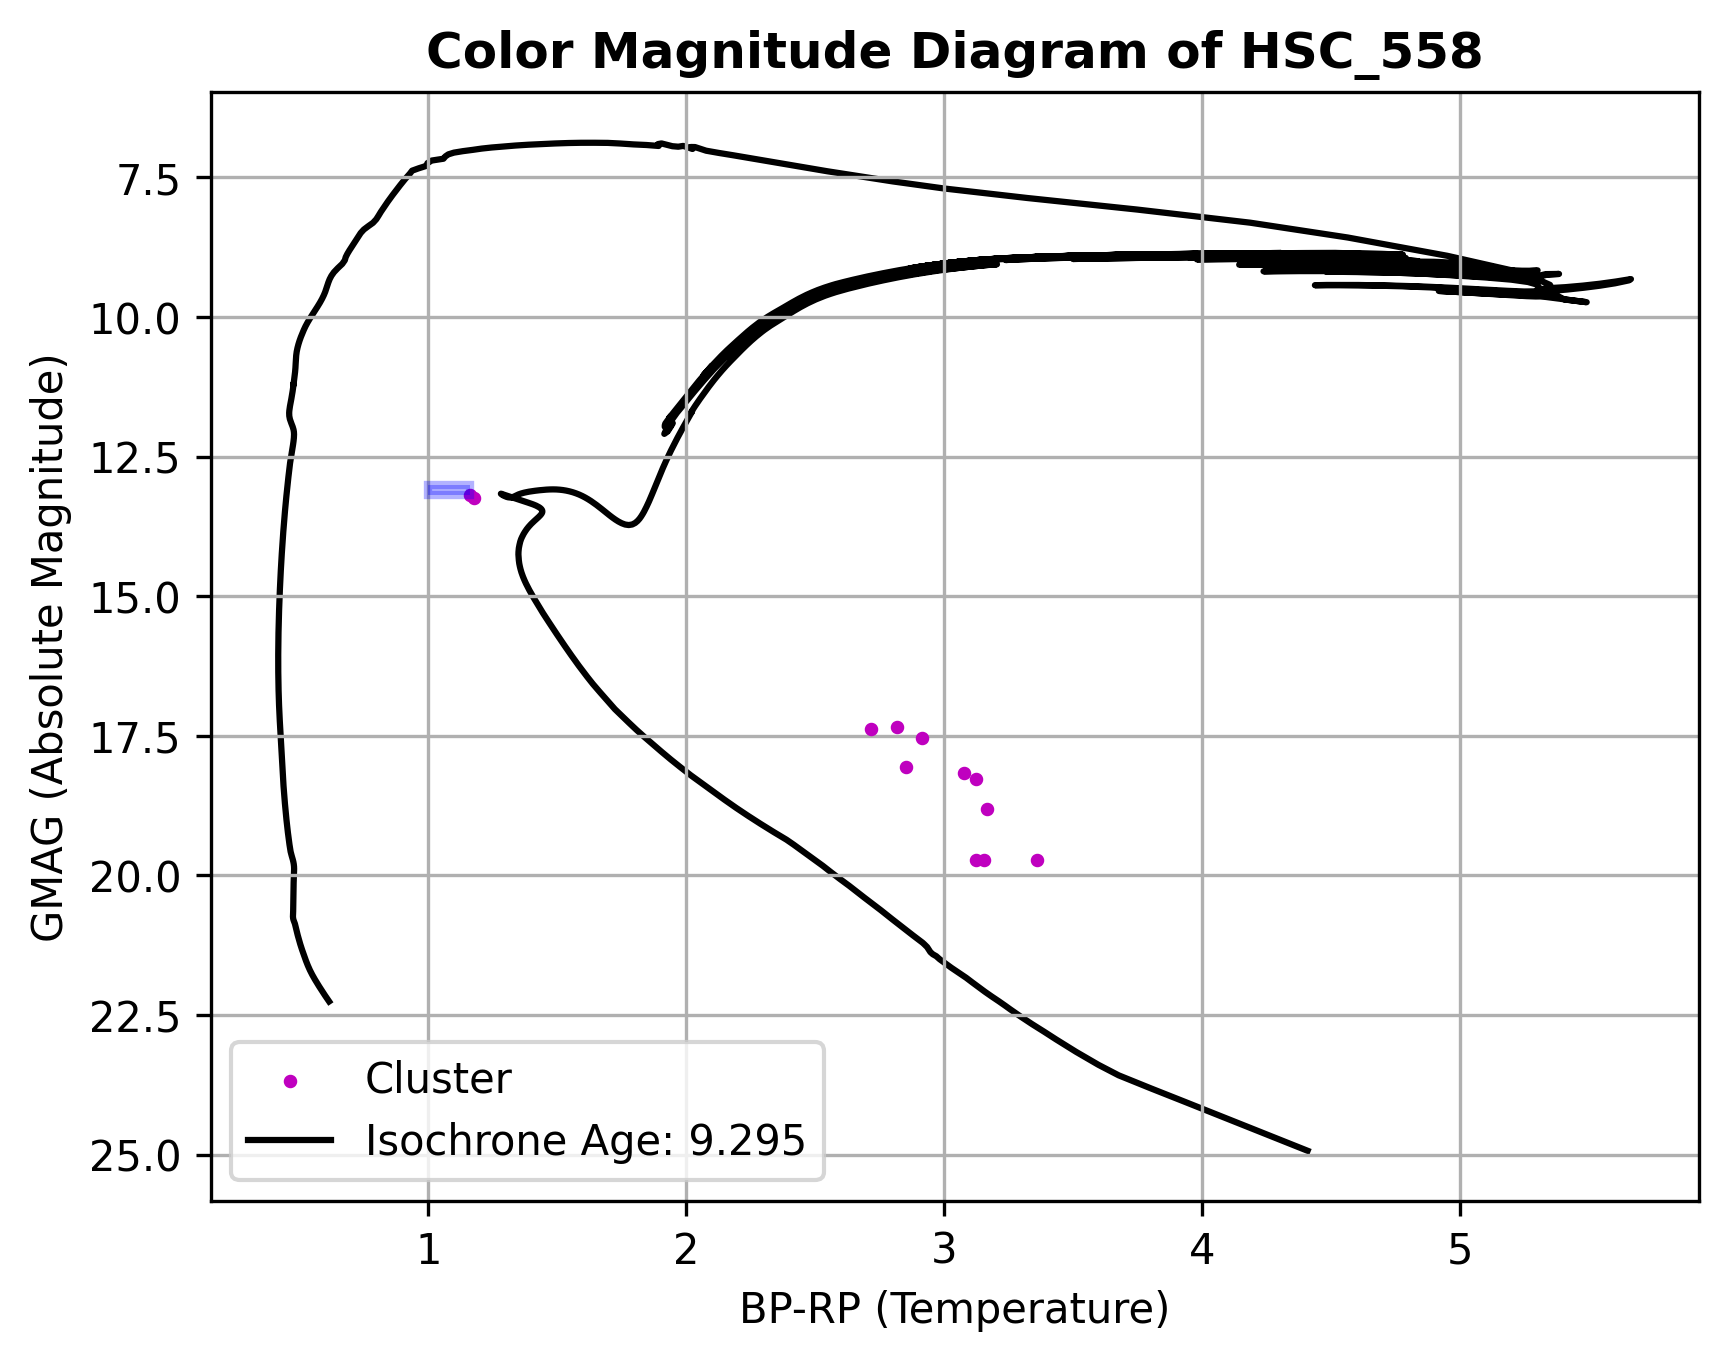 Color Magnitude Diagram of HSC_558
GMAG (Absolute Magnitude)
7.5
10.0
12.5
15.0
17.5
20.0
22.5
25.0
Cluster
Isochrone Age: 9.295
1 2 3 4 5
BP-RP (Temperature)